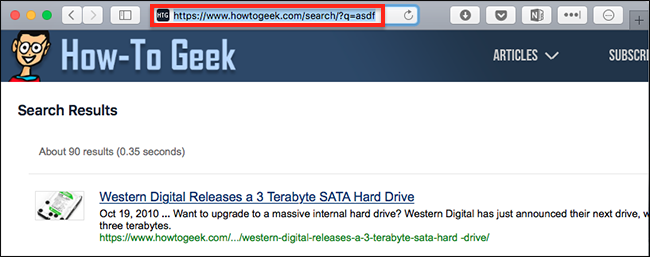 HTG https://www.howtogeek.com/search/?q=asdf
How-To Geek ARTICLES SUBSCRI
Search Results
About 90 results (0.35 seconds)
Western Digital Releases a 3 Terabyte SATA Hard Drive
Oct 19, 2010 ... Want to upgrade to a massive internal hard drive? Western Digital has just announced their next drive, w
three terabytes.
https://www.howtogeek.com/.../western-digital-releases-a-3-terabyte-sata-hard -drive/